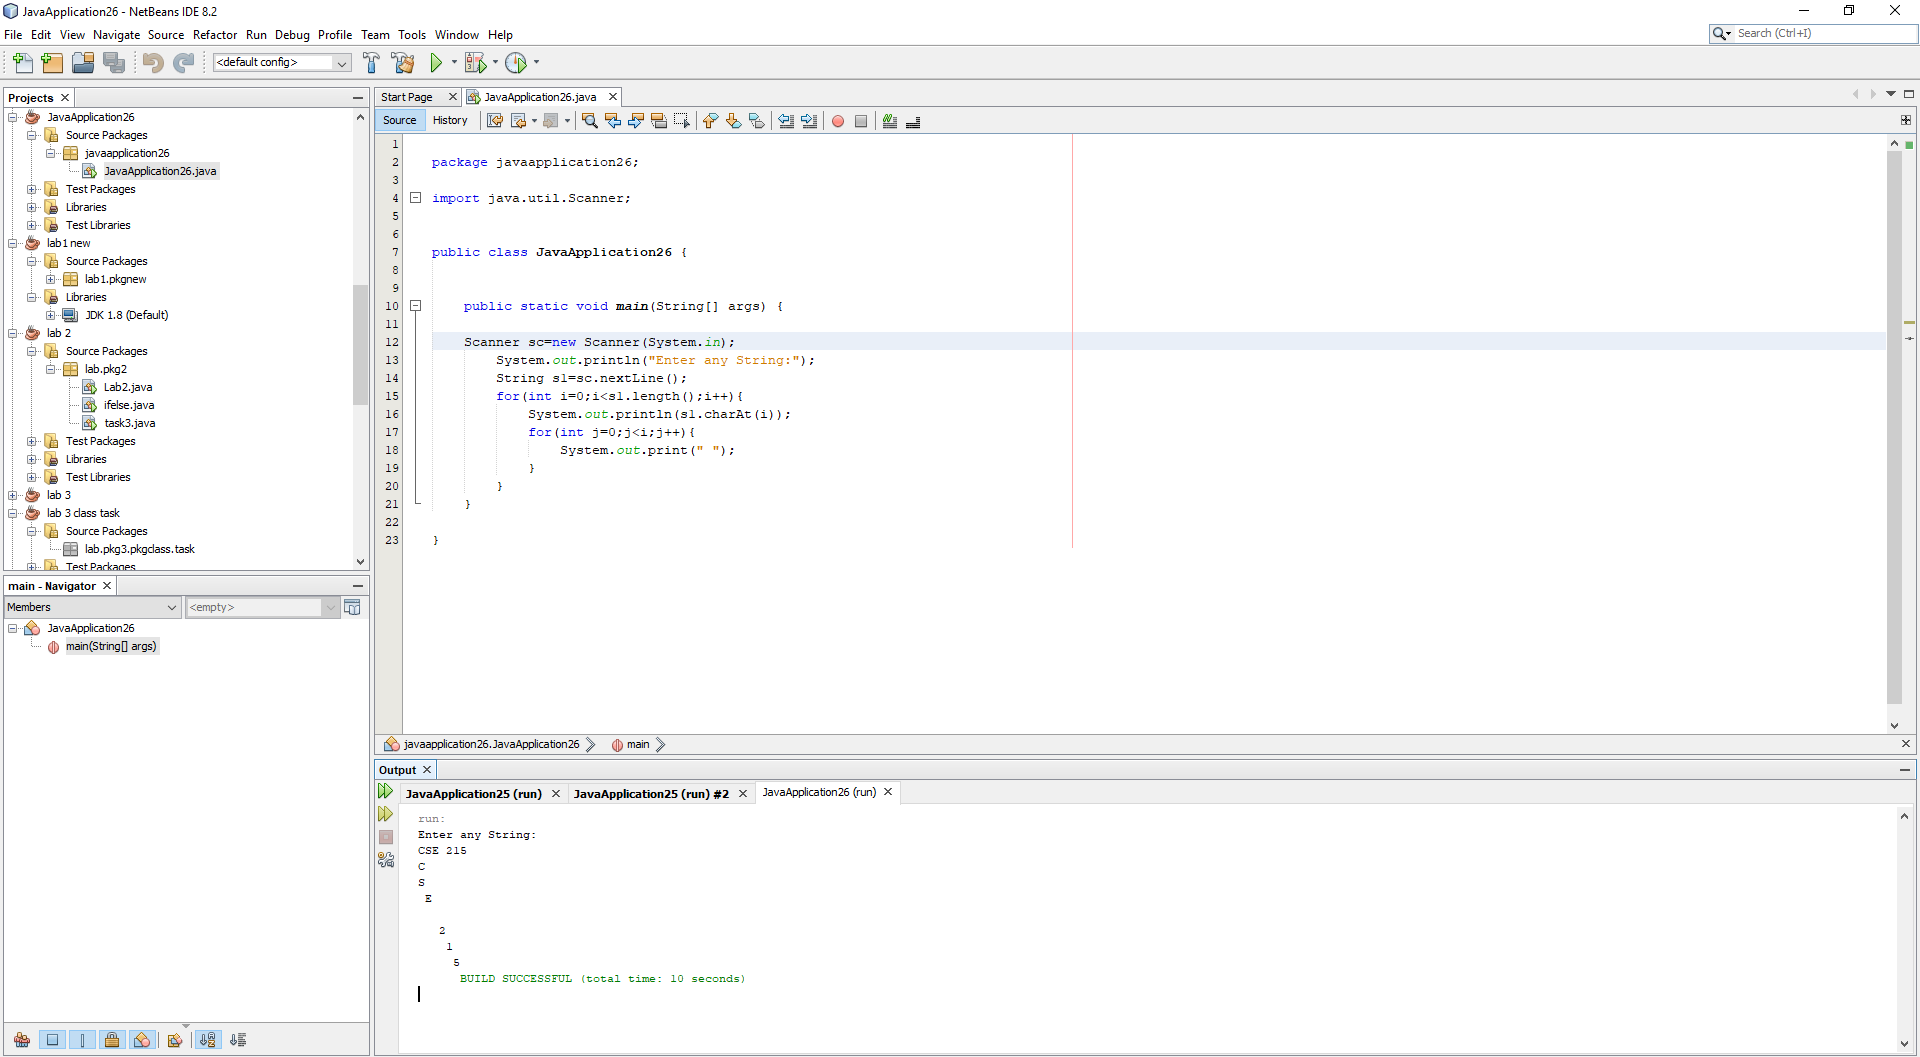 JavaApplication26 - NetBeans IDE 8.2
File Edit View Navigate Source Refactor Run Debug Profile Team Tools Window Help
Search (Ctrl+I)
<default config>
Projects
JavaApplication26
Source Packages
javaapplication26
JavaApplication26.java
Test Packages
Libraries
Test Libraries
lab1 new
Source Packages
lab1.pkgnew
Libraries
JDK 1.8 (Default)
lab 2
Source Packages
lab.pkg2
Lab2.java
ifelse.java
task3.java
Test Packages
Libraries
Test Libraries
lab 3
lab 3 class task
Source Packages
lab.pkg3.pkgclass.task
Test Packages
main - Navigator
Members <empty>
JavaApplication26
main(String[] args)
Start Page JavaApplication26.java
Source History
1
2 package javaapplication26;
3
4 import java.util.Scanner;
5
6
7 public class JavaApplication26 {
8
9
10 public static void main(String[] args) {
11
12 Scanner sc=new Scanner(System.in);
13 System.out.println("Enter any String:");
14 String s1=sc.nextLine();
15 for(int i=0;i<s1.length();i++){
16 System.out.println(s1.charAt(i));
17 for(int j=0;j<i;j++){
18 System.out.print(" ");
19 }
20 }
21 }
22
23 }
javaapplication26.JavaApplication26 main
Output
JavaApplication25 (run) JavaApplication25 (run) #2 JavaApplication26 (run)
run:
Enter any String:
CSE 215
C
S
E
2
1
5
BUILD SUCCESSFUL (total time: 10 seconds)